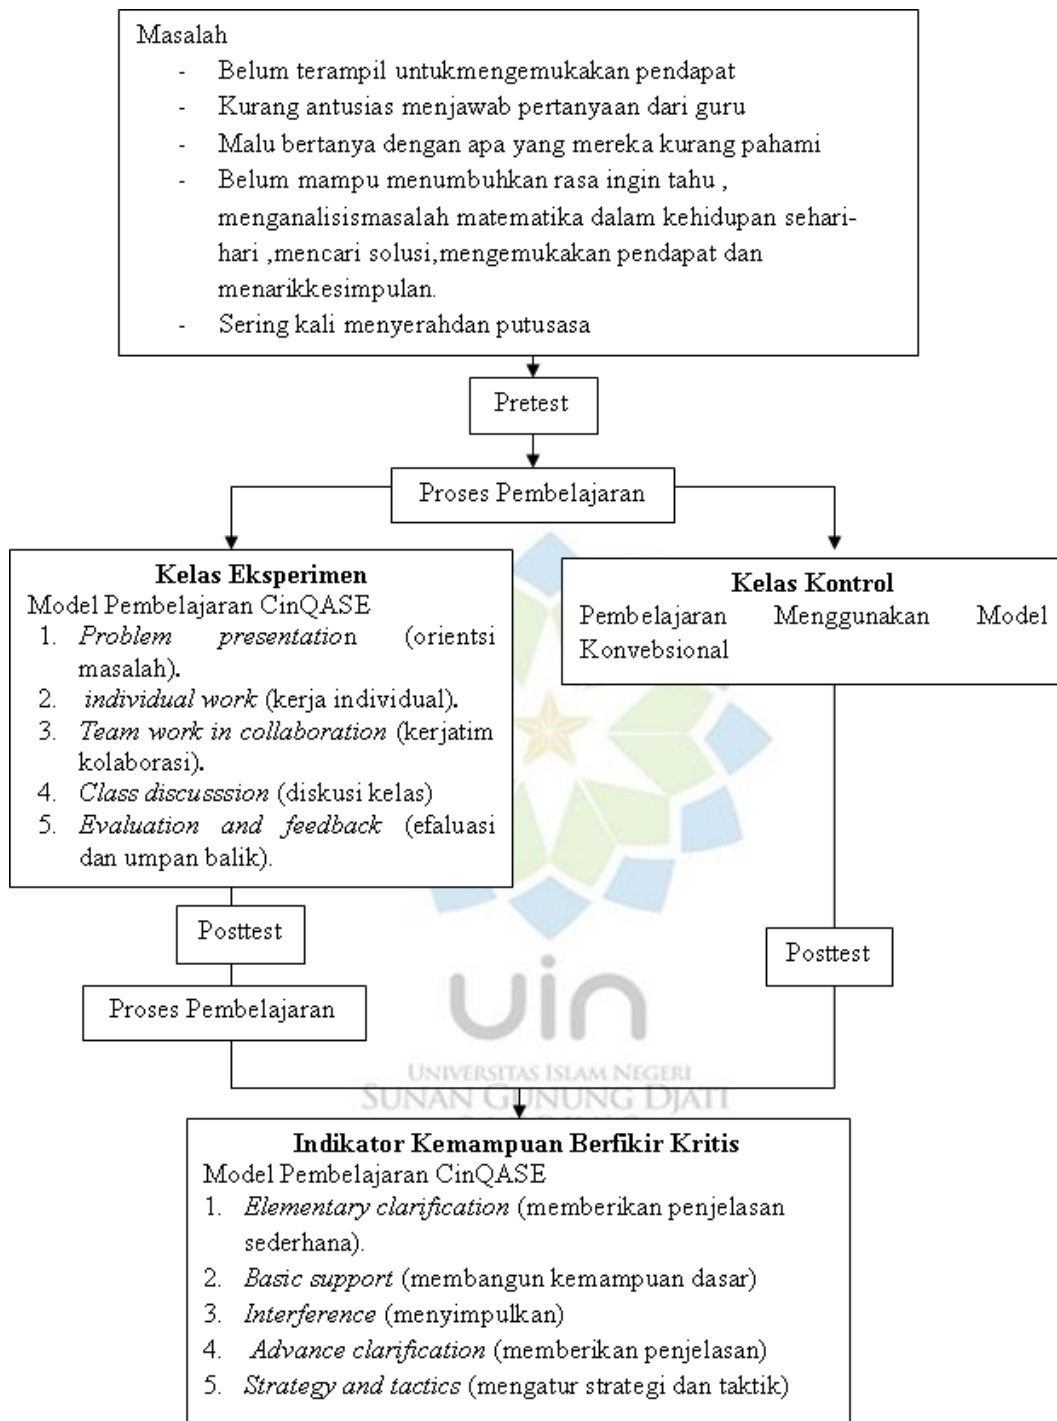 Masalah
- Belum terampil untukmengemukakan pendapat
- Kurang antusias menjawab pertanyaan dari guru
- Malu bertanya dengan apa yang mereka kurang pahami
- Belum mampu menumbuhkan rasa ingin tahu ,
menganalisismasalah matematika dalam kehidupan sehari-
hari ,mencari solusi,mengemukakan pendapat dan
menarikkesimpulan.
- Sering kali menyerahdan putusasa
Pretest
Proses Pembelajaran
Kelas Eksperimen
Model Pembelajaran CinQASE
1. Problem presentation (orientsi
masalah).
2. individual work (kerja individual).
3. Team work in collaboration (kerjatim
kolaborasi).
4. Class discusssion (diskusi kelas)
5. Evaluation and feedback (efaluasi
dan umpan balik).
Kelas Kontrol
Pembelajaran Menggunakan Model
Konvebsional
Posttest
Posttest
Proses Pembelajaran
uin
UNIVERSITAS ISLAM NEGERI
SUNAN GUNUNG DJATI
Indikator Kemampuan Berfikir Kritis
Model Pembelajaran CinQASE
1. Elementary clarification (memberikan penjelasan
sederhana).
2. Basic support (membangun kemampuan dasar)
3. Interference (menyimpulkan)
4. Advance clarification (memberikan penjelasan)
5. Strategy and tactics (mengatur strategi dan taktik)